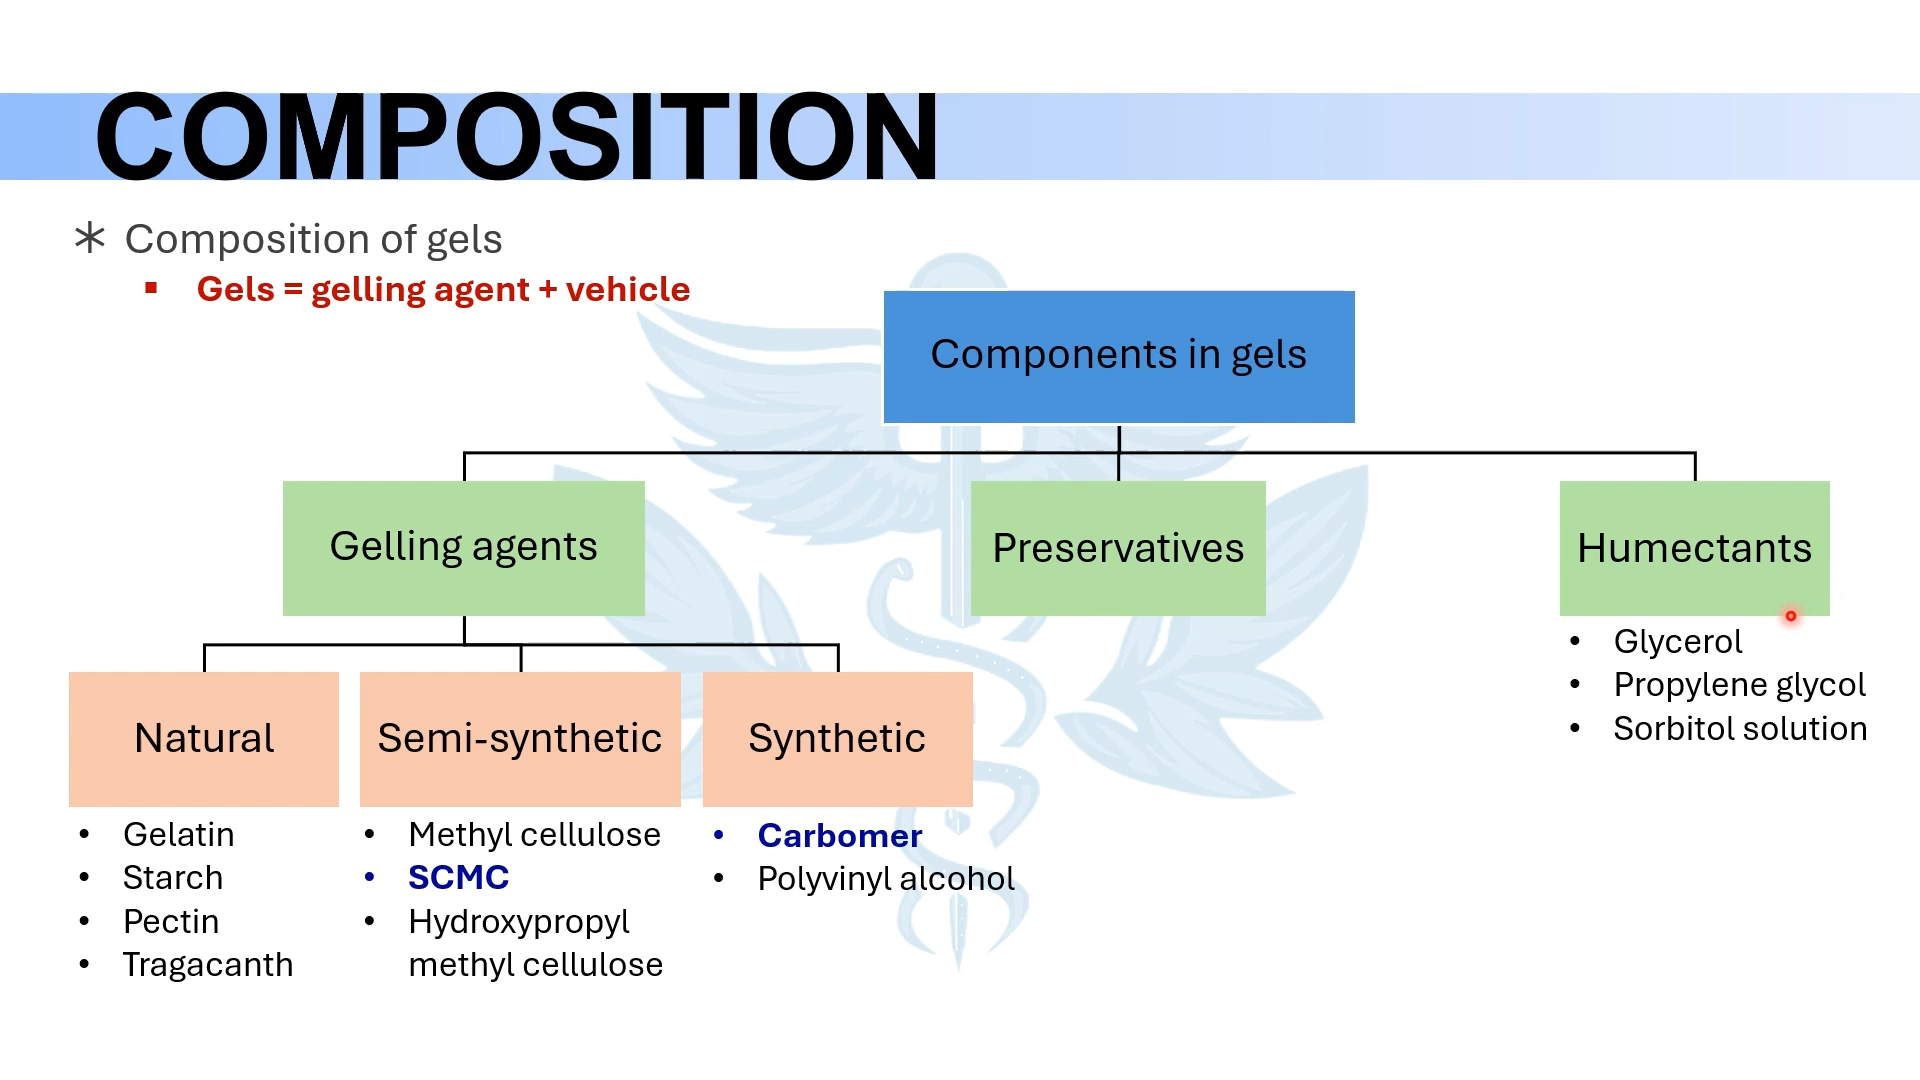 COMPOSITION
Composition of gels
Gels = gelling agent + vehicle
Components in gels
Gelling agents
Preservatives
Humectants
• Glycerol
• Propylene glycol
• Sorbitol solution
Natural
Semi-synthetic
Synthetic
• Gelatin
• Starch
• Pectin
• Tragacanth
• Methyl cellulose
• SCMC
• Hydroxypropyl
methyl cellulose
• Carbomer
• Polyvinyl alcohol